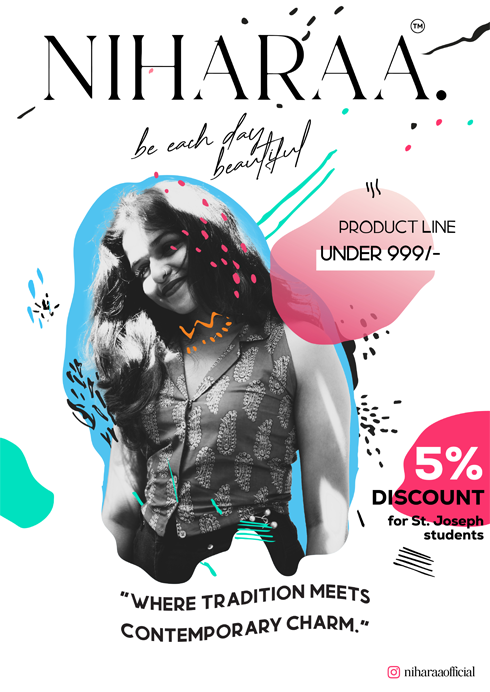 NIHARAA.
TM
be each day
beautiful
PRODUCT LINE
UNDER 999/-
5%
DISCOUNT
for St. Joseph
students
"WHERE TRADITION MEETS
CONTEMPORARY CHARM."
niharaaofficial